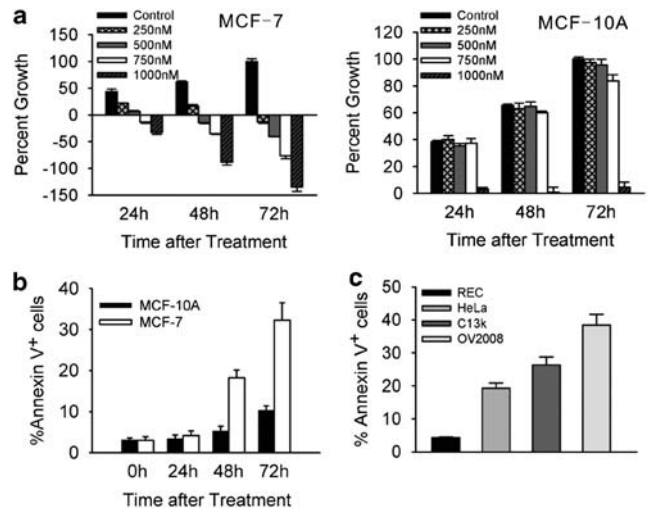 a
MCF-7
Control
250nM
500nM
750nM
1000nM
Percent Growth
100
50
0
-50
-100
-150
24h 48h 72h
Time after Treatment
MCF-10A
Control
250nM
500nM
750nM
1000nM
Percent Growth
100
80
60
40
20
0
24h 48h 72h
Time after Treatment
b
MCF-10A
MCF-7
%Annexin V+ cells
40
30
20
10
0
0h 24h 48h 72h
Time after Treatment
c
REC
HeLa
C13k
OV2008
% Annexin V+ cells
50
40
30
20
10
0